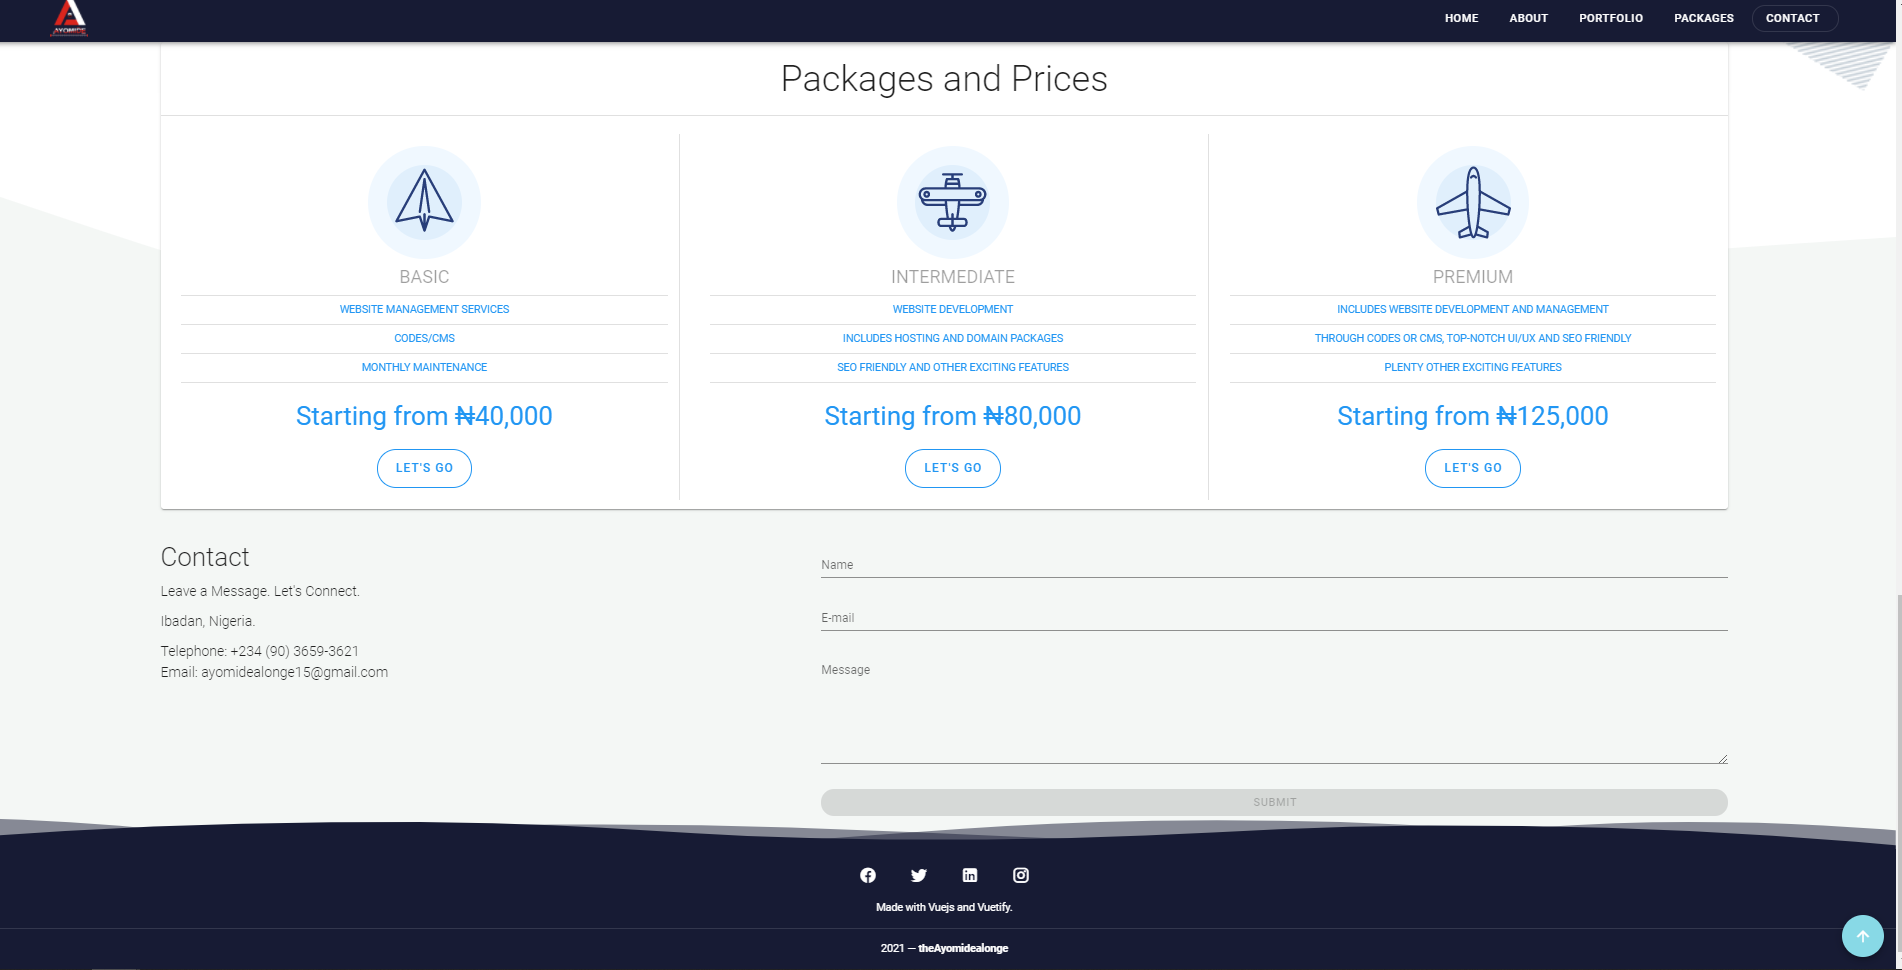 AYOMIDE
HOME ABOUT PORTFOLIO PACKAGES CONTACT
Packages and Prices
BASIC
WEBSITE MANAGEMENT SERVICES
CODES/CMS
MONTHLY MAINTENANCE
Starting from ₦40,000
LET'S GO
INTERMEDIATE
WEBSITE DEVELOPMENT
INCLUDES HOSTING AND DOMAIN PACKAGES
SEO FRIENDLY AND OTHER EXCITING FEATURES
Starting from ₦80,000
LET'S GO
PREMIUM
INCLUDES WEBSITE DEVELOPMENT AND MANAGEMENT
THROUGH CODES OR CMS, TOP-NOTCH UI/UX AND SEO FRIENDLY
PLENTY OTHER EXCITING FEATURES
Starting from ₦125,000
LET'S GO
Contact
Leave a Message. Let's Connect.
Ibadan, Nigeria.
Telephone: +234 (90) 3659-3621
Email: ayomidealonge15@gmail.com
Name
E-mail
Message
SUBMIT
Made with Vuejs and Vuetify.
2021 — theAyomidealonge